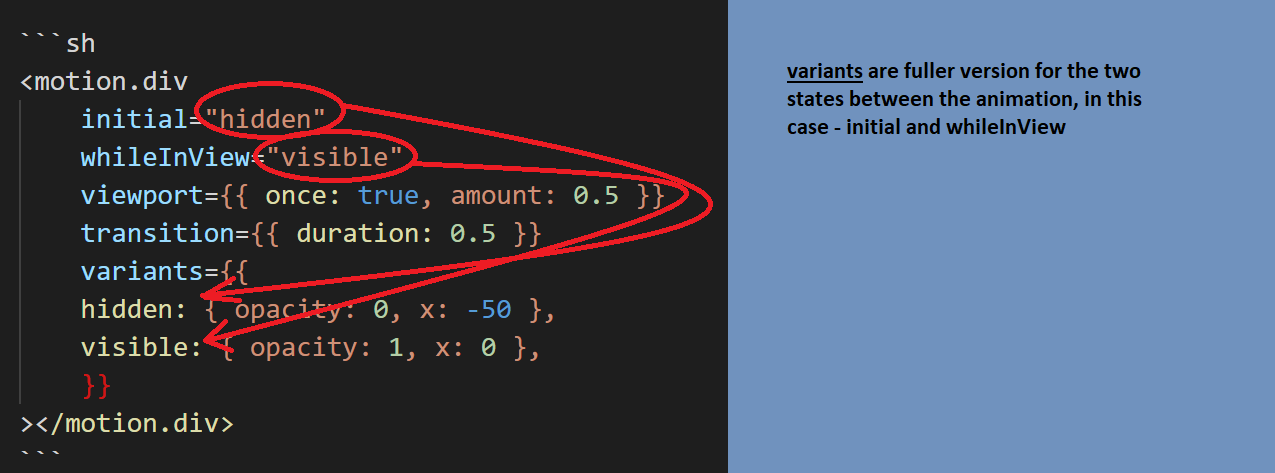 ```sh
<motion.div
initial="hidden"
whileInView="visible"
viewport={{ once: true, amount: 0.5 }}
transition={{ duration: 0.5 }}
variants={{
hidden: { opacity: 0, x: -50 },
visible: { opacity: 1, x: 0 },
}}
></motion.div>
```
variants are fuller version for the two
states between the animation, in this
case - initial and whileInView